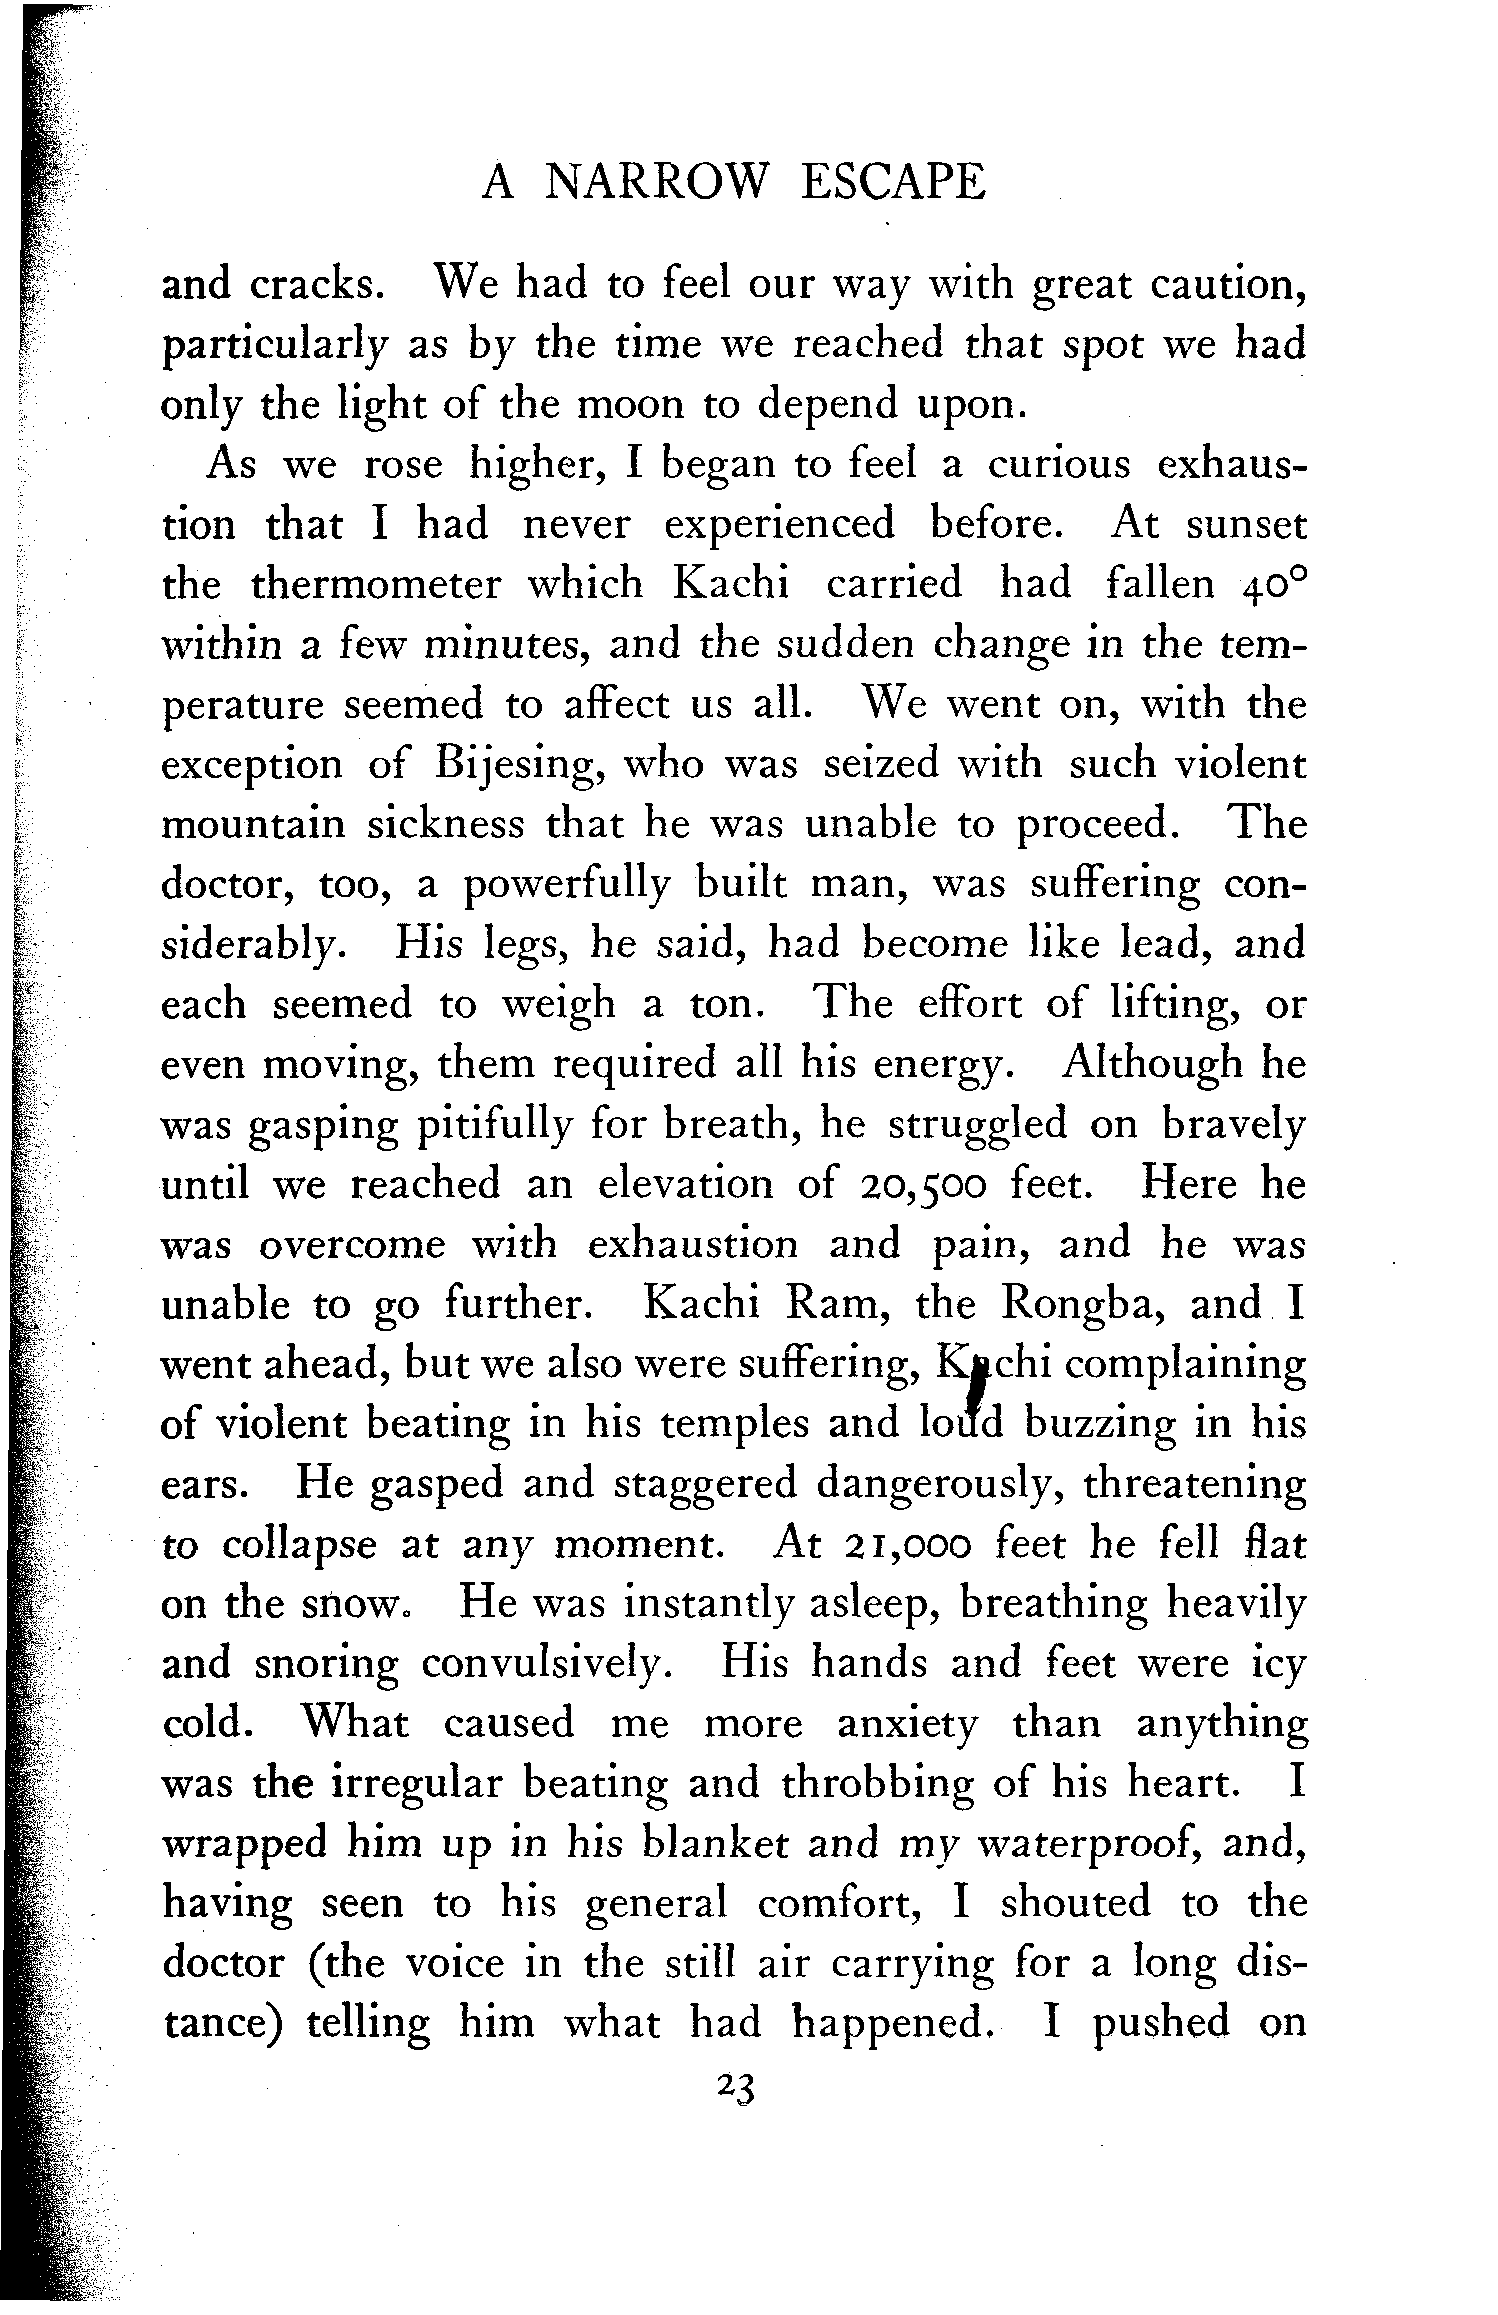 A NARROW ESCAPE
and cracks. We had to feel our way with great caution,
particularly as by the time we reached that spot we had
only the light of the moon to depend upon.
As we rose higher, I began to feel a curious exhaus-
tion that I had never experienced before. At sunset
the thermometer which Kachi carried had fallen 40°
within a few minutes, and the sudden change in the tem-
perature seemed to affect us all. We went on, with the
exception of Bijesing, who was seized with such violent
mountain sickness that he was unable to proceed. The
doctor, too, a powerfully built man, was suffering con-
siderably. His legs, he said, had become like lead, and
each seemed to weigh a ton. The effort of lifting, or
even moving, them required all his energy. Although he
was gasping pitifully for breath, he struggled on bravely
until we reached an elevation of 20,500 feet. Here he
was overcome with exhaustion and pain, and he was
unable to go further. Kachi Ram, the Rongba, and I
went ahead, but we also were suffering, Kachi complaining
of violent beating in his temples and loud buzzing in his
ears. He gasped and staggered dangerously, threatening
to collapse at any moment. At 21,000 feet he fell flat
on the snow. He was instantly asleep, breathing heavily
and snoring convulsively. His hands and feet were icy
cold. What caused me more anxiety than anything
was the irregular beating and throbbing of his heart. I
wrapped him up in his blanket and my waterproof, and,
having seen to his general comfort, I shouted to the
doctor (the voice in the still air carrying for a long dis-
tance) telling him what had happened. I pushed on
23